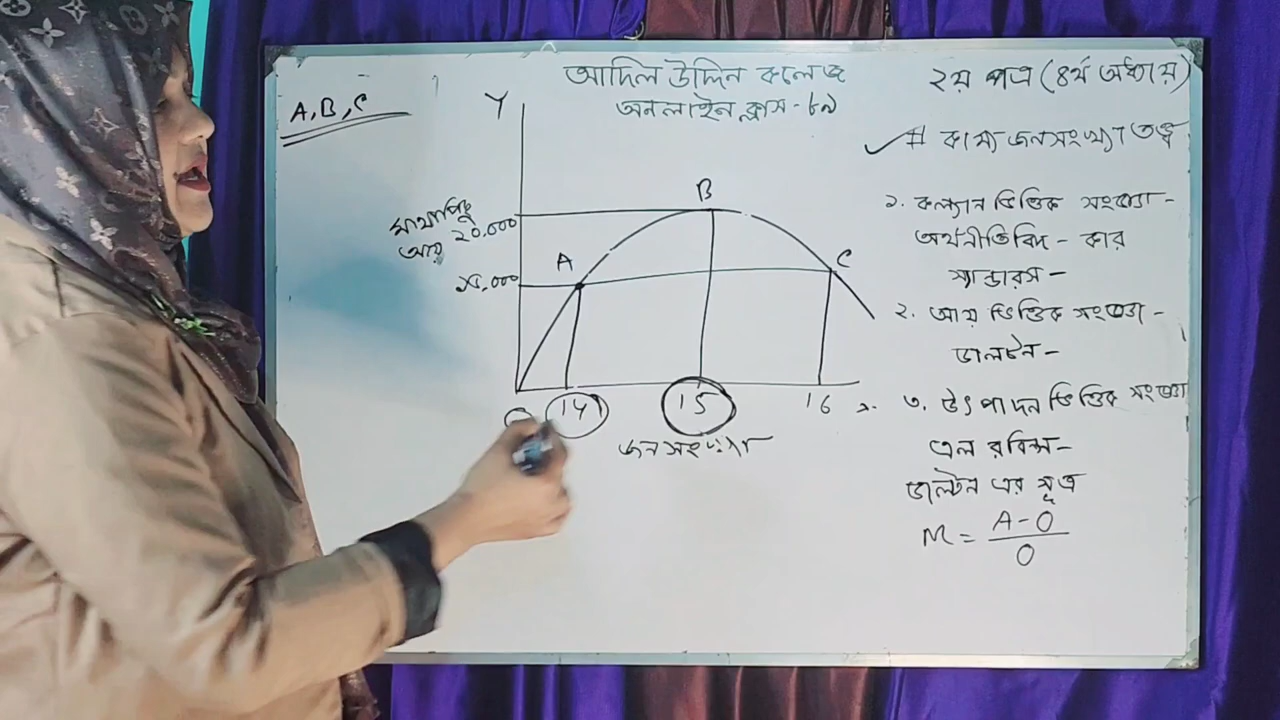 আদিল উদ্দিন কলেজ
অনলাইন ক্লাস - ৮৯
২য় পত্র (৪র্থ অধ্যায়)
A, B, C
# কাম্য জনসংখ্যা তত্ত্ব
Y
B
মাথাপিছু
আয় ২০,০০০
A
C
১৫,০০০
14
15
16
জনসংখ্যা
১. কল্যান ভিত্তিক সংজ্ঞা -
অর্থনীতিবিদ - কার
স্যান্ডারস -
২. আয় ভিত্তিক সংজ্ঞা -
ডালটন -
৩. উৎপাদন ভিত্তিক সংজ্ঞা
এল রবিন্স -
ডাল্টন এর সূত্র
M = A - O
O